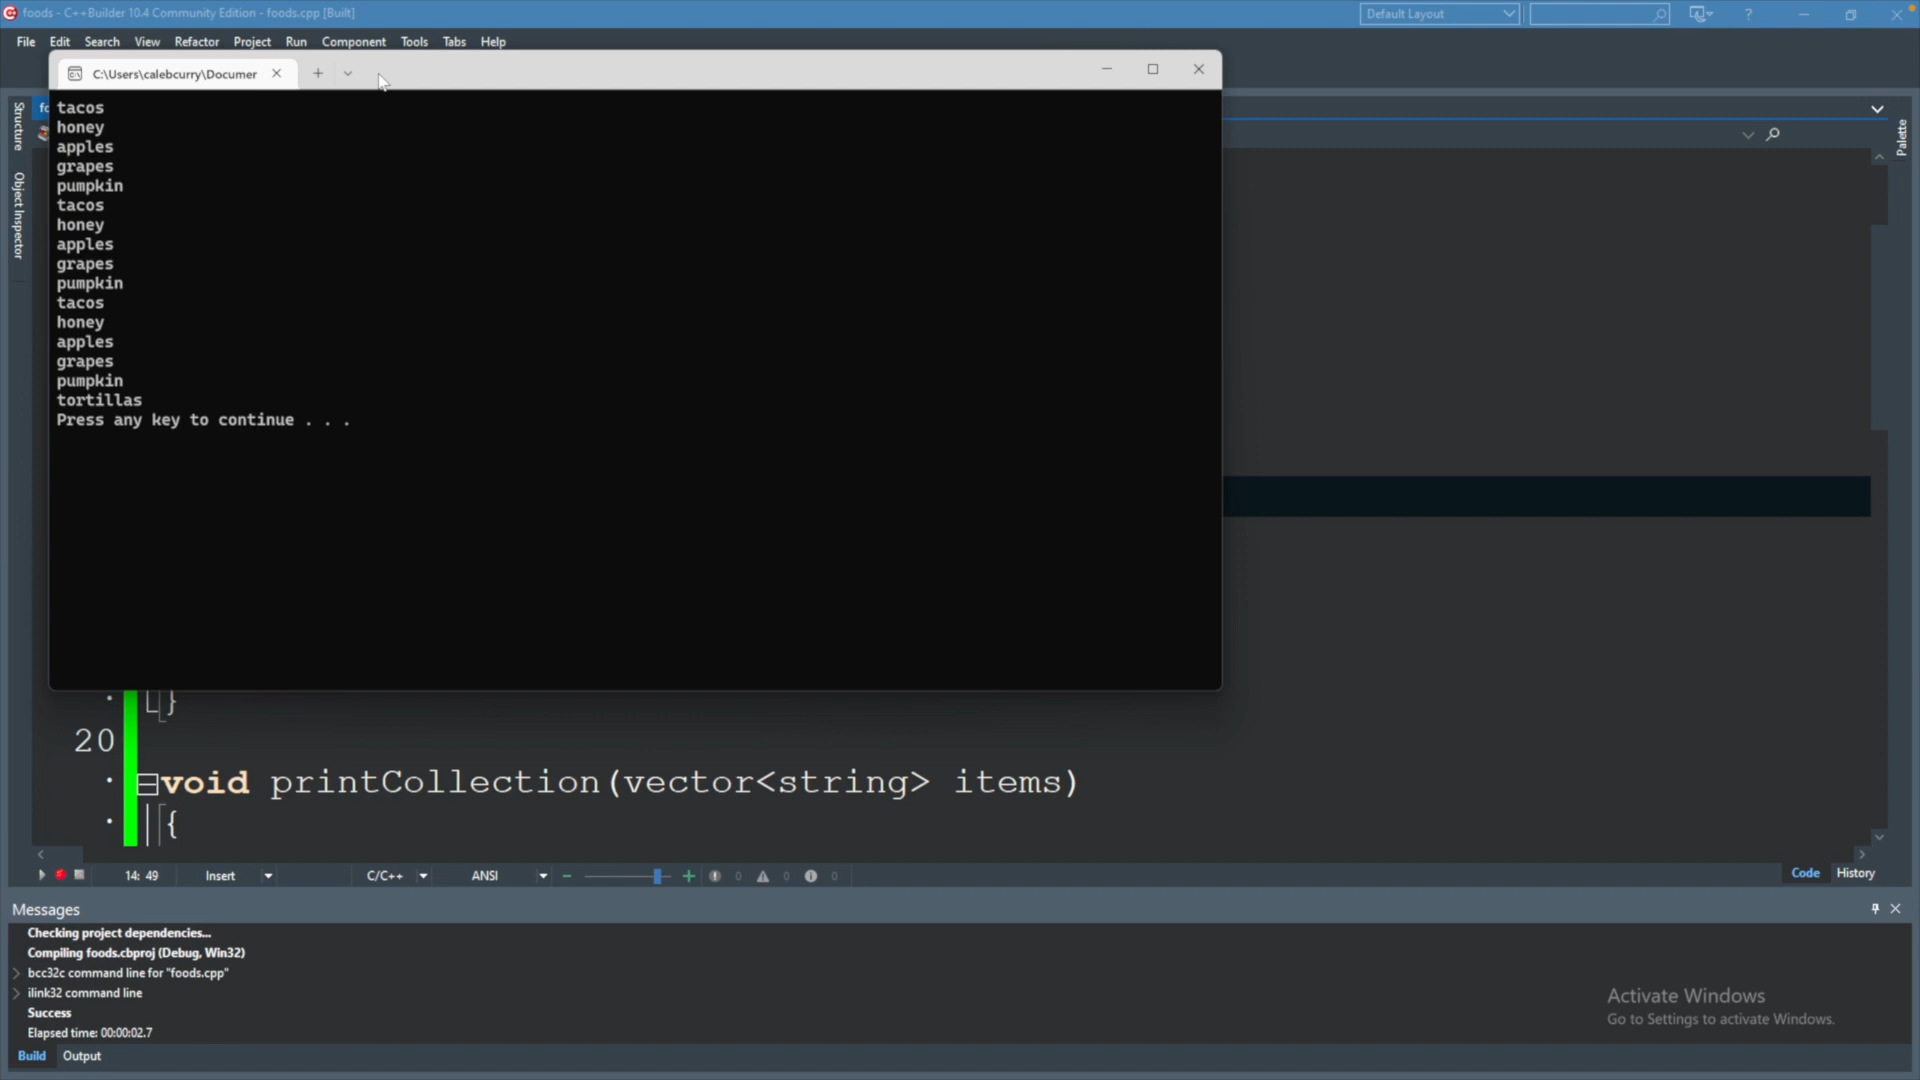 foods - C++Builder 10.4 Community Edition - foods.cpp [Built]
Default Layout
?
File Edit Search View Refactor Project Run Component Tools Tabs Help
C:\Users\calebcurry\Documer
Structure
Object Inspector
Palette
tacos
honey
apples
grapes
pumpkin
tacos
honey
apples
grapes
pumpkin
tacos
honey
apples
grapes
pumpkin
tortillas
Press any key to continue . . .
}
20
void printCollection(vector<string> items)
{
14: 49 Insert C/C++ ANSI 0 0 0
Code History
Messages
Checking project dependencies...
Compiling foods.cbproj (Debug, Win32)
bcc32c command line for "foods.cpp"
ilink32 command line
Success
Elapsed time: 00:00:02.7
Build Output
Activate Windows
Go to Settings to activate Windows.